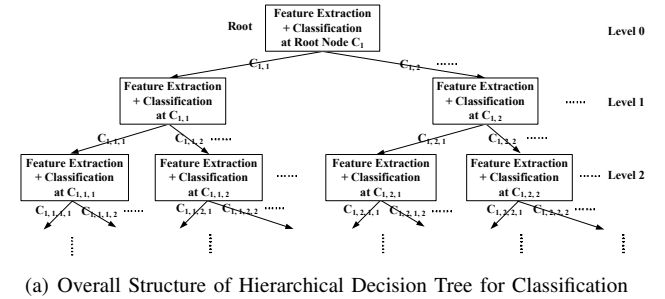 Root
Feature Extraction
+ Classification
at Root Node C1
Level 0
C1, 1
C1, 2
......
Feature Extraction
+ Classification
at C1, 1
Feature Extraction
+ Classification
at C1, 2
......
Level 1
C1, 1, 1
C1, 1, 2
......
C1, 2, 1
C1, 2, 2
......
Feature Extraction
+ Classification
at C1, 1, 1
Feature Extraction
+ Classification
at C1, 1, 2
......
Feature Extraction
+ Classification
at C1, 2, 1
Feature Extraction
+ Classification
at C1, 2, 2
......
Level 2
C1, 1, 1, 1
C1, 1, 1, 2
......
C1, 1, 2, 1
C1, 1, 2, 2
......
C1, 2, 1, 1
C1, 2, 1, 2
......
C1, 2, 2, 1
C1, 2, 2, 2
......
(a) Overall Structure of Hierarchical Decision Tree for Classification